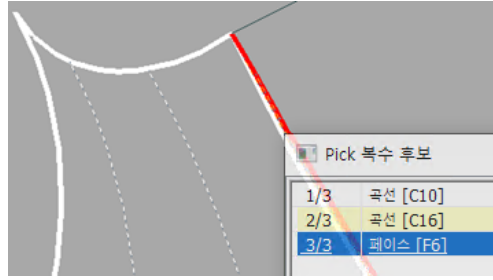 Pick 복수 후보
1/3 곡선 [C10]
2/3 곡선 [C16]
3/3 페이스 [F6]